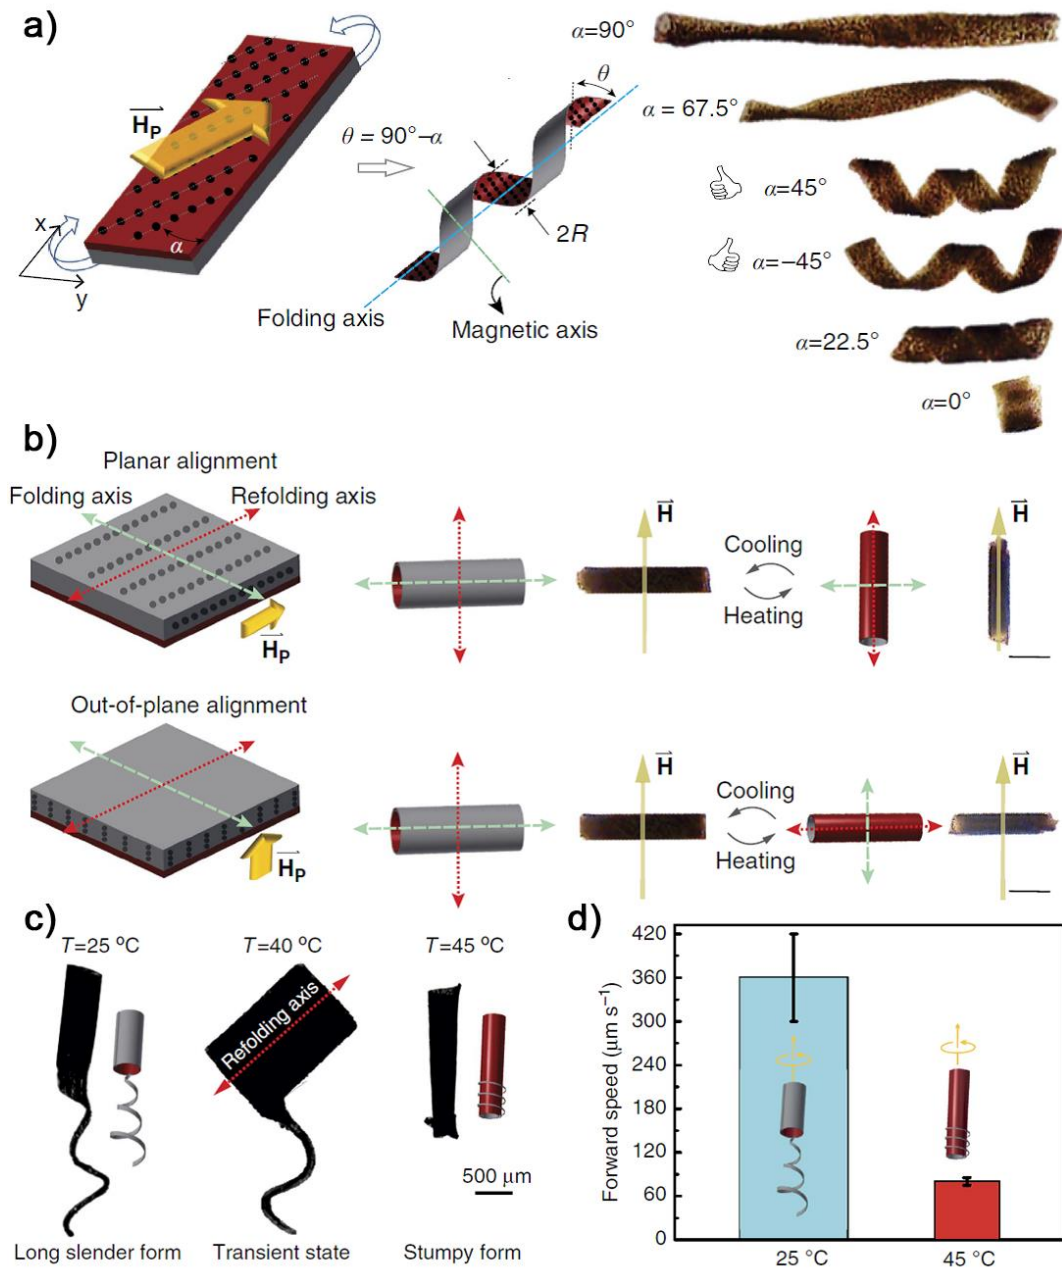 a)
H_P
α
x
y
θ = 90°−α
θ
2R
Folding axis
Magnetic axis
α=90°
α = 67.5°
α=45°
α=−45°
α=22.5°
α=0°
b)
Planar alignment
Folding axis
Refolding axis
H_P
H
Cooling
Heating
H
Out-of-plane alignment
H_P
H
Cooling
Heating
H
c)
T=25 °C
T=40 °C
T=45 °C
Refolding axis
500 µm
Long slender form
Transient state
Stumpy form
d)
Forward speed (µm s⁻¹)
420
360
300
240
180
120
60
0
25 °C
45 °C